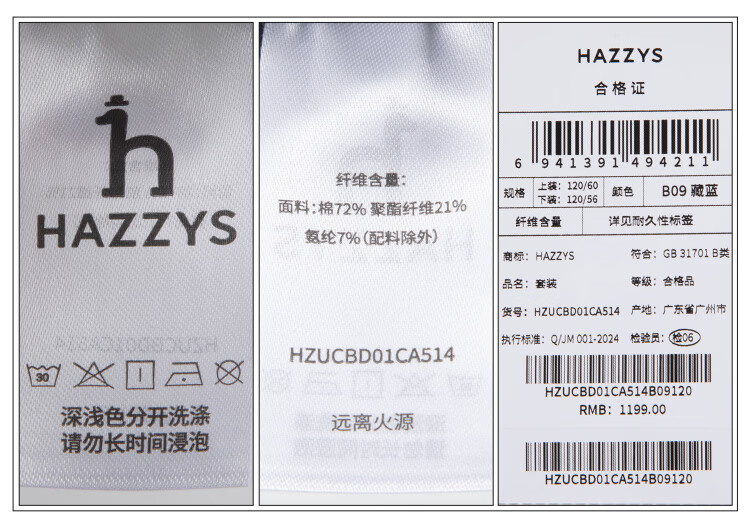 HAZZYS
30
深浅色分开洗涤
请勿长时间浸泡
纤维含量:
面料:棉72% 聚酯纤维21%
氨纶7%(配料除外)
HZUCBD01CA514
远离火源
HAZZYS
合格证
6 941391 494211
规格 上装: 120/60 下装: 120/56 颜色 B09 藏蓝
纤维含量 详见耐久性标签
商标: HAZZYS 符合: GB 31701 B类
品名: 套装 等级: 合格品
货号: HZUCBD01CA514 产地: 广东省广州市
执行标准: Q/JM 001-2024 检验员: 检06
HZUCBD01CA514B09120
RMB: 1199.00
HZUCBD01CA514B09120